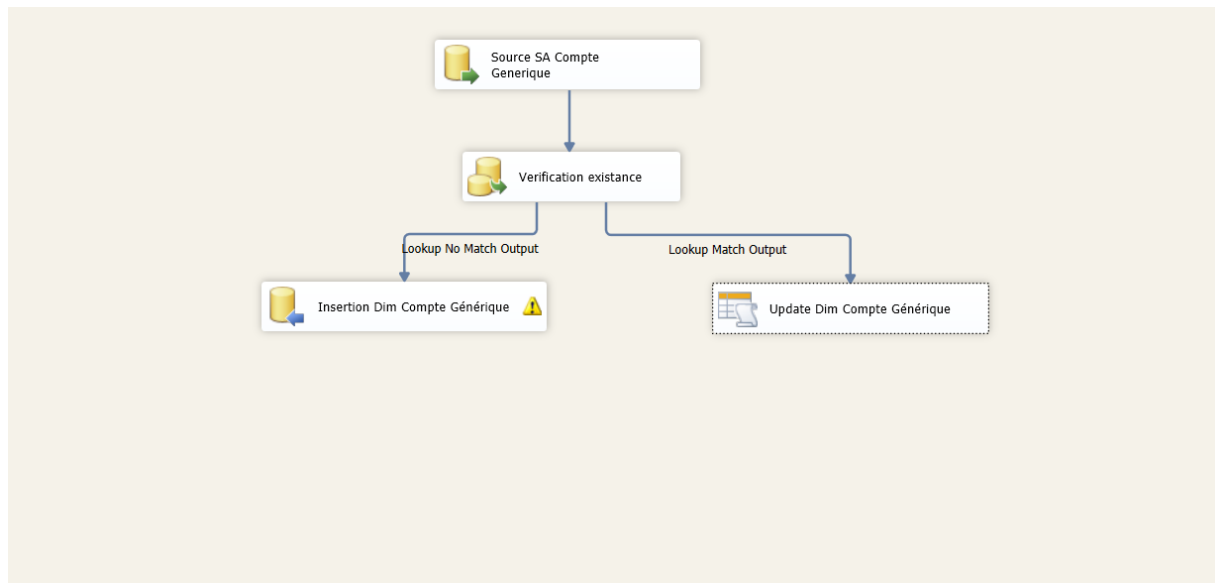 Source SA Compte
Generique
Verification existance
Lookup No Match Output
Lookup Match Output
Insertion Dim Compte Générique
Update Dim Compte Générique